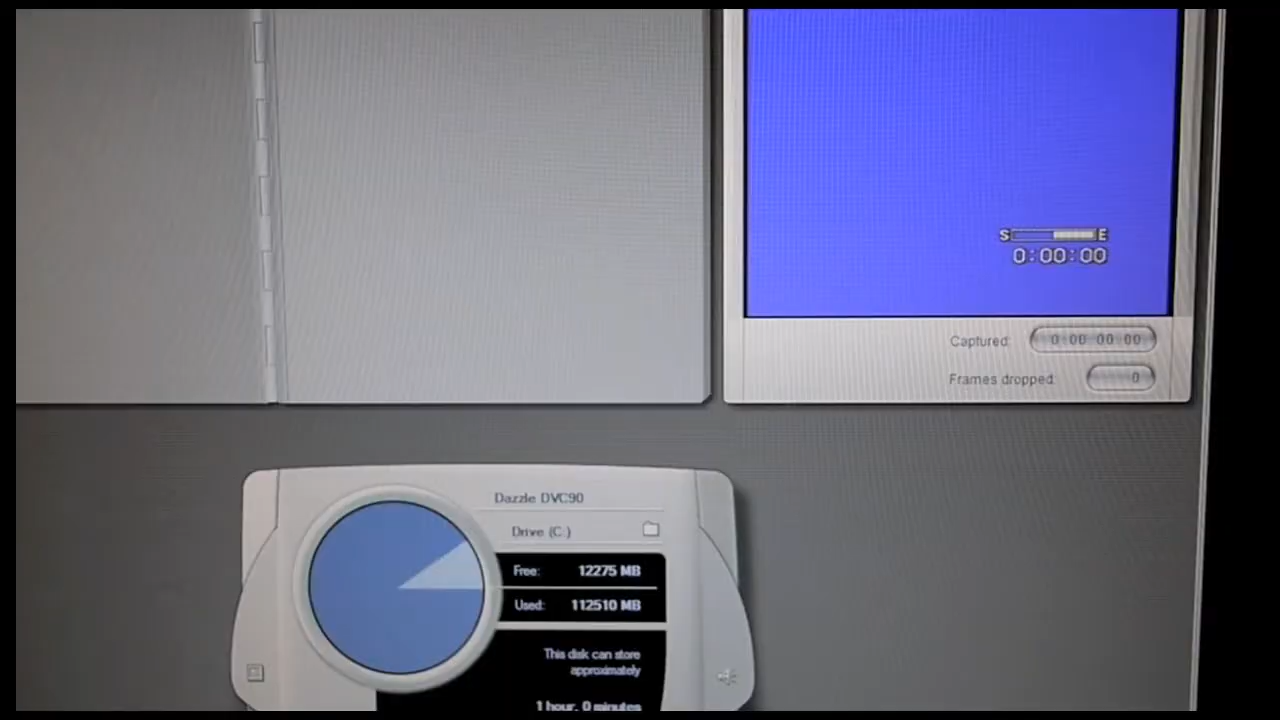 S E
0:00:00
Captured: 0:00:00:00
Frames dropped: 0
Dazzle DVC90
Drive (C:)
Free: 12275 MB
Used: 112510 MB
This disk can store
approximately
1 hour, 0 minutes